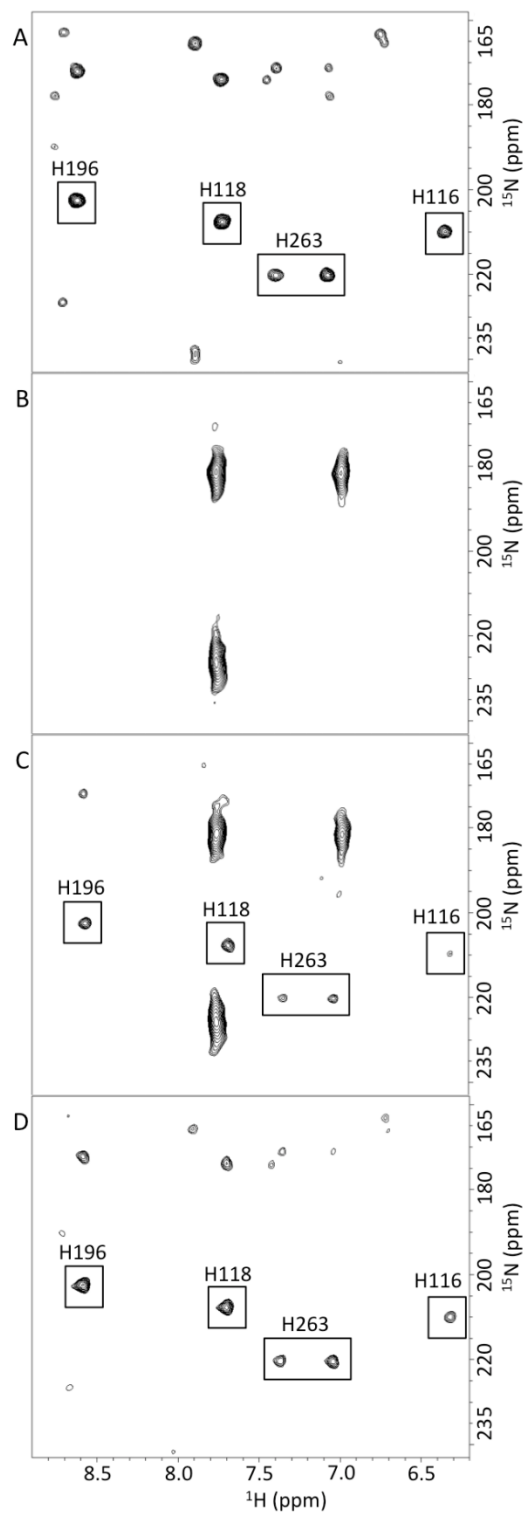 A
H196
H118
H116
H263
165
180
200
220
235
¹⁵N (ppm)
B
165
180
200
220
235
¹⁵N (ppm)
C
H196
H118
H116
H263
165
180
200
220
235
¹⁵N (ppm)
D
H196
H118
H116
H263
165
180
200
220
235
¹⁵N (ppm)
8.5 8.0 7.5 7.0 6.5
¹H (ppm)